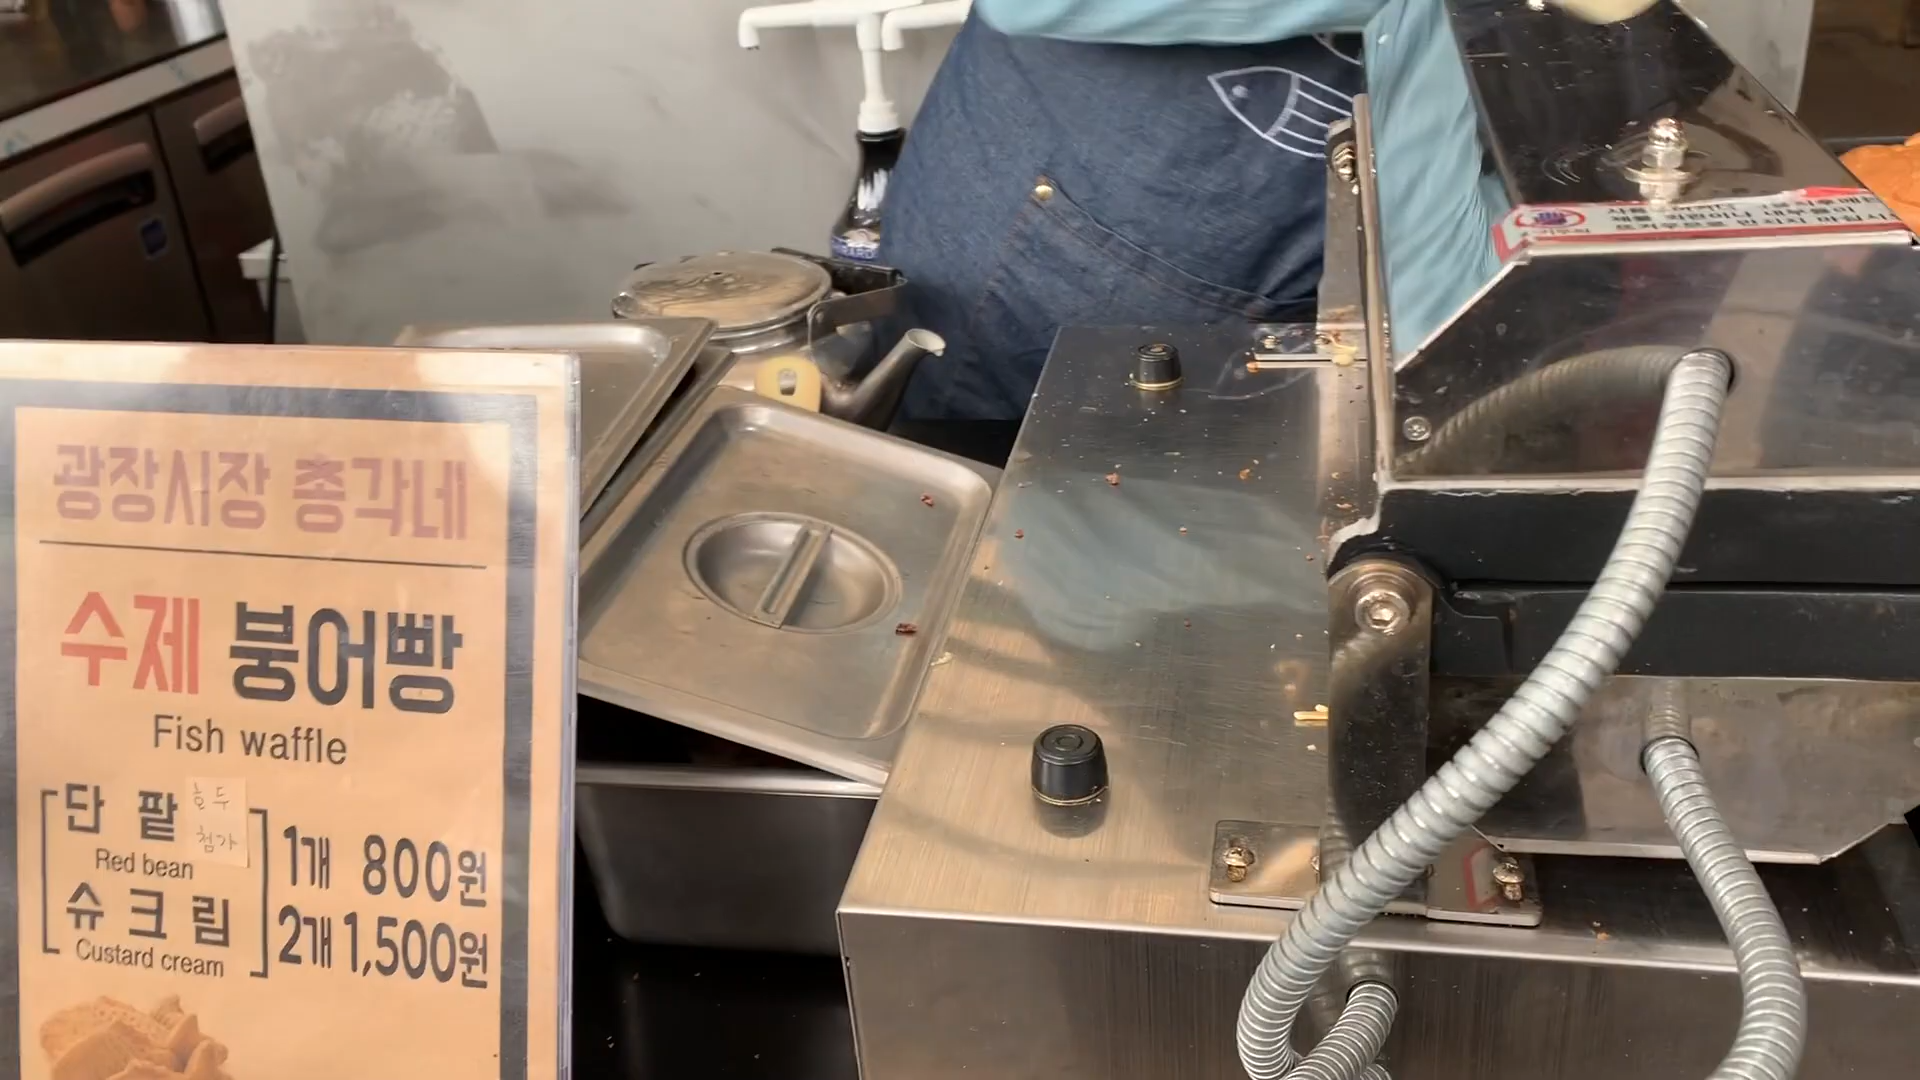 광장시장 총각네
수제 붕어빵
Fish waffle
단 팥 호두 첨가
Red bean
슈크림
Custard cream
1개 800원
2개 1,500원